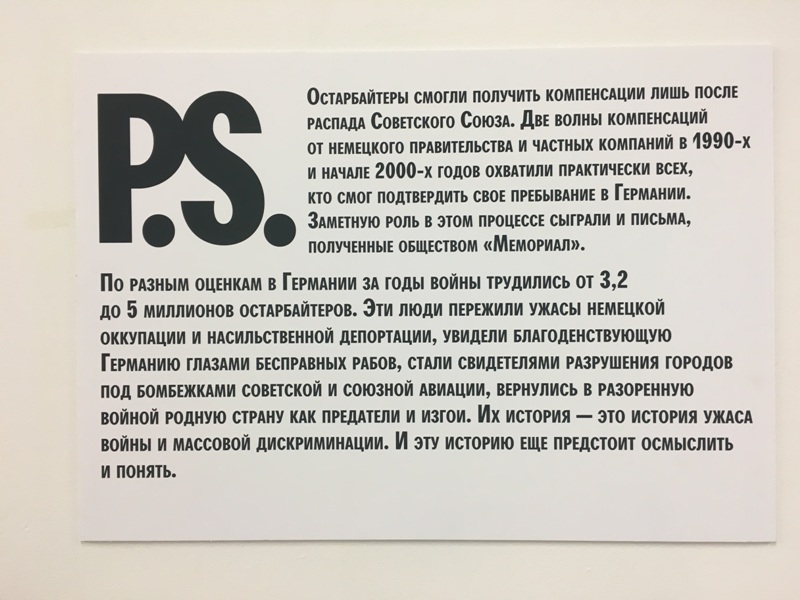 P.S.
Остарбайтеры смогли получить компенсации лишь после
распада Советского Союза. Две волны компенсаций
от немецкого правительства и частных компаний в 1990-х
и начале 2000-х годов охватили практически всех,
кто смог подтвердить свое пребывание в Германии.
Заметную роль в этом процессе сыграли и письма,
полученные обществом «Мемориал».
По разным оценкам в Германии за годы войны трудились от 3,2
до 5 миллионов остарбайтеров. Эти люди пережили ужасы немецкой
оккупации и насильственной депортации, увидели благоденствующую
Германию глазами бесправных рабов, стали свидетелями разрушения городов
под бомбежками советской и союзной авиации, вернулись в разоренную
войной родную страну как предатели и изгои. Их история — это история ужаса
войны и массовой дискриминации. И эту историю еще предстоит осмыслить
и понять.